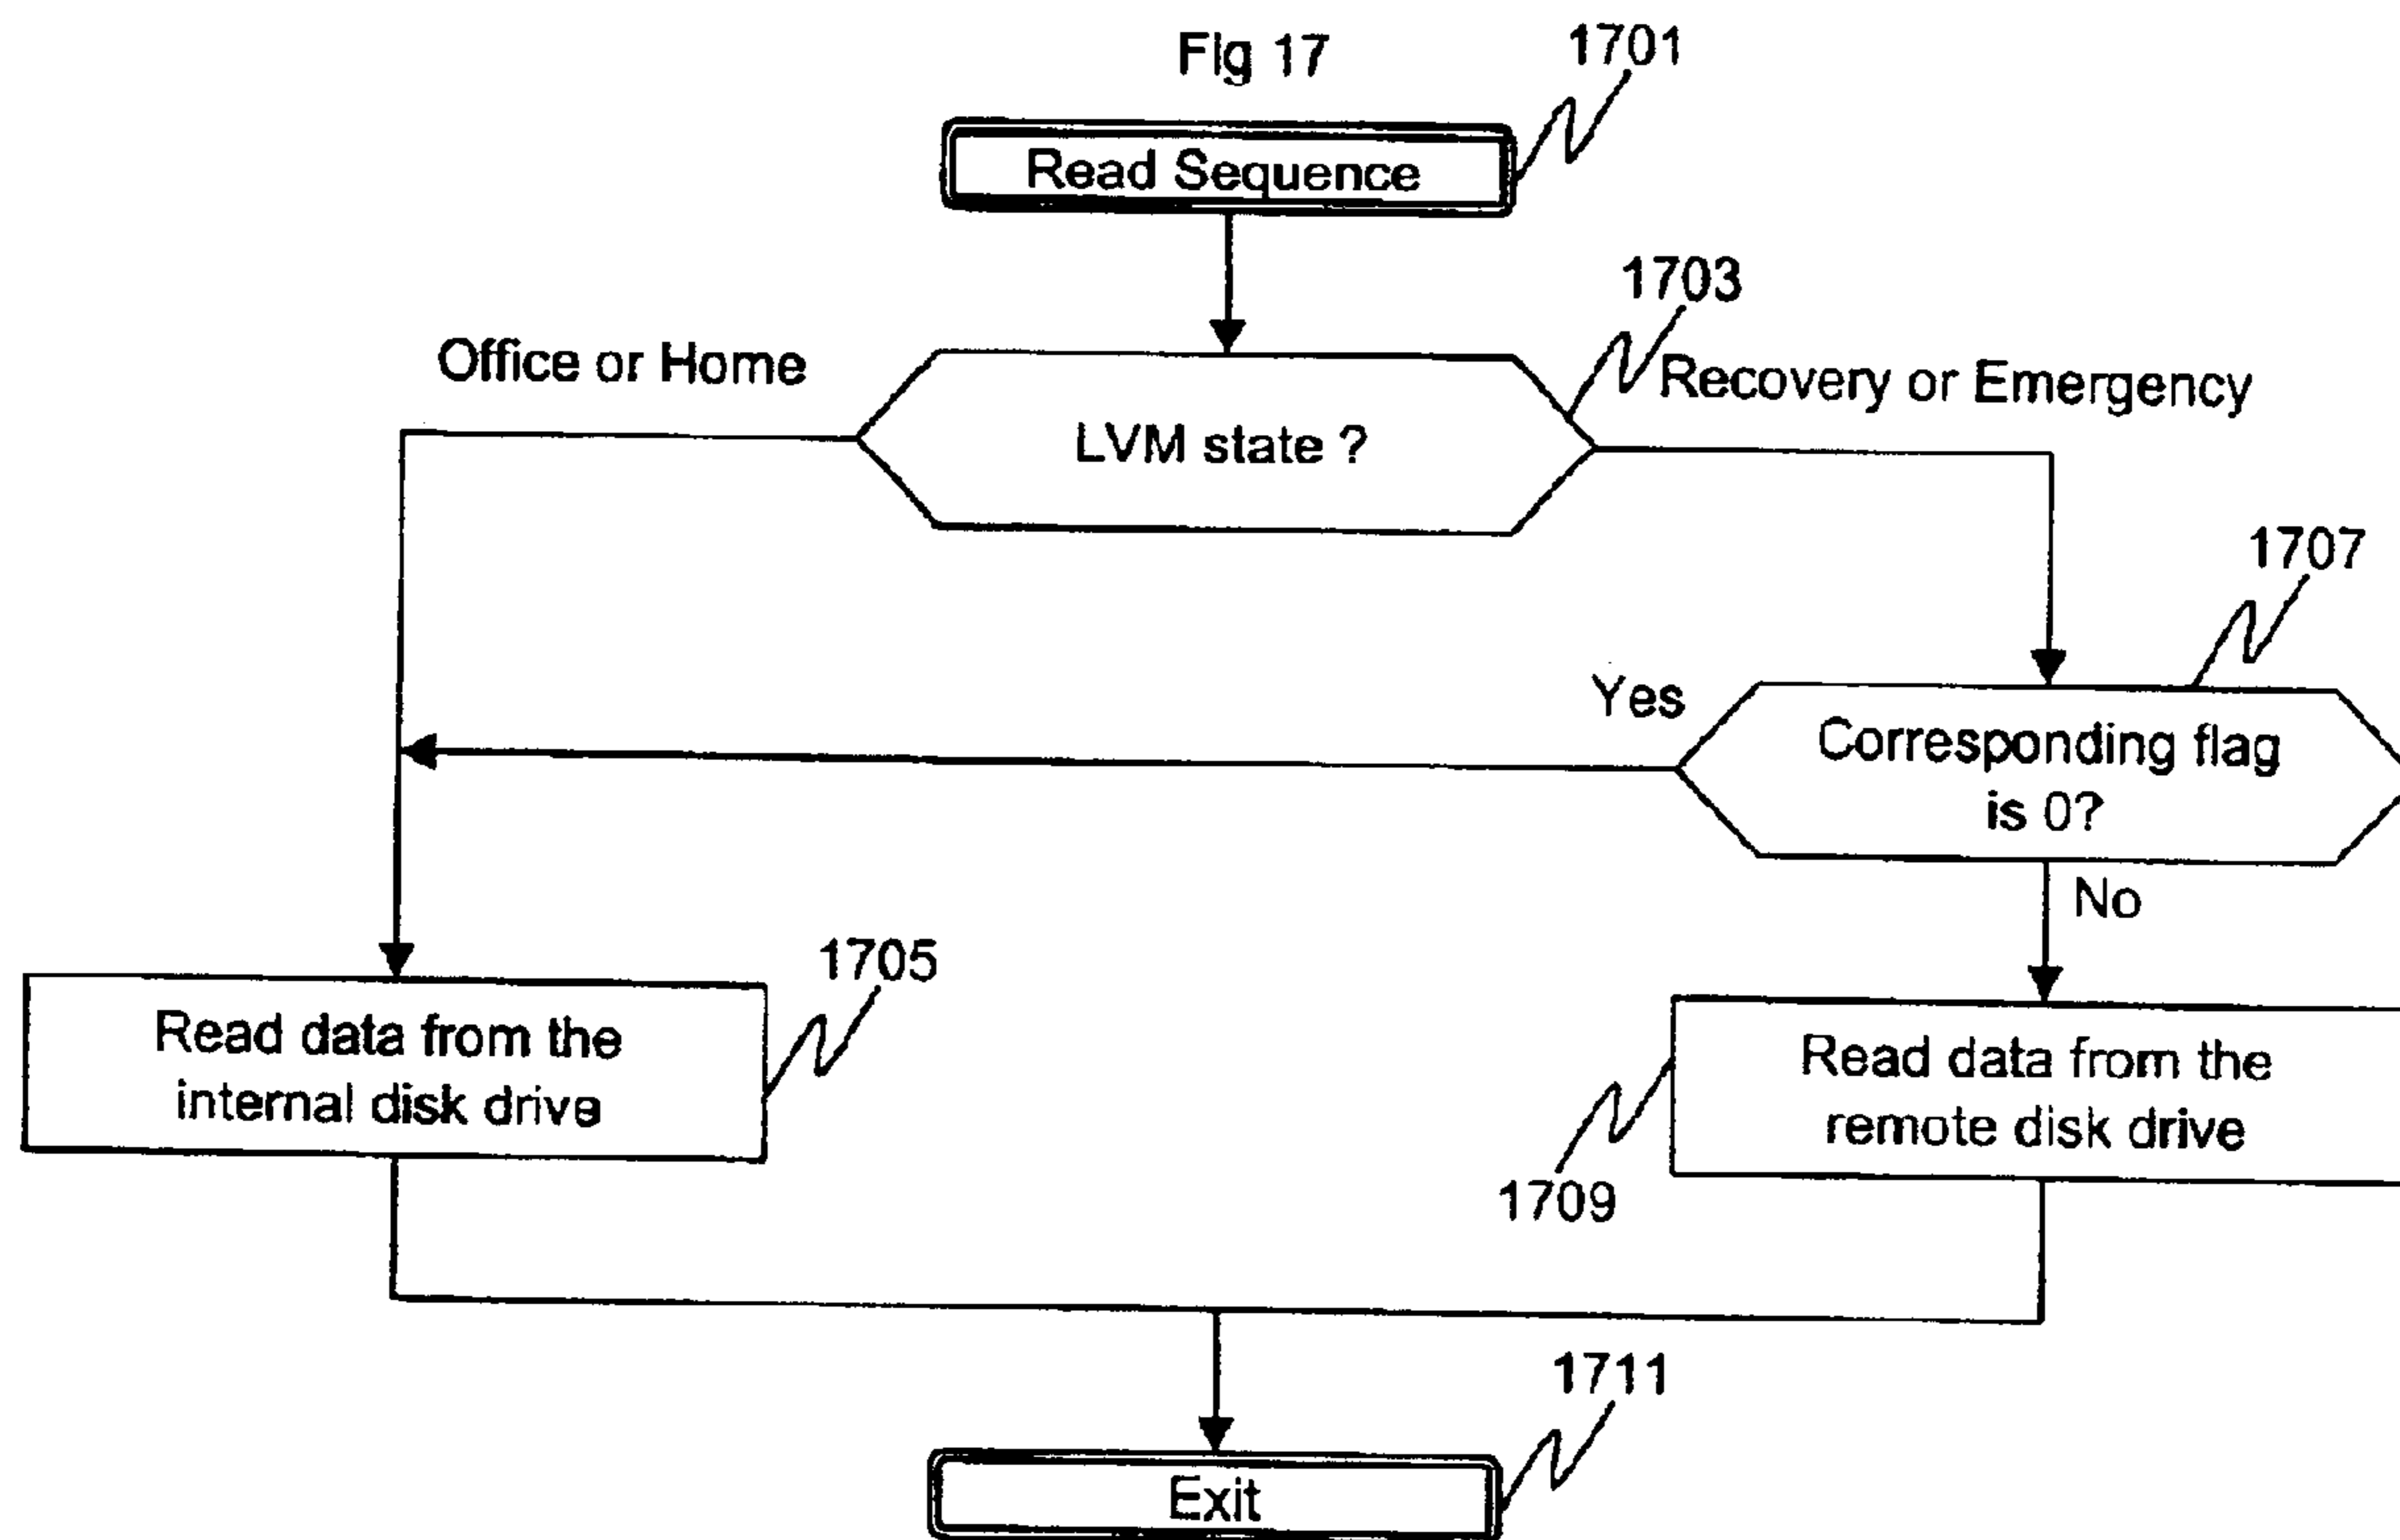 Fig 17
1701
Read Sequence
1703
Office or Home
Recovery or Emergency
LVM state ?
1707
Yes
Corresponding flag
is 0?
No
1705
Read data from the
internal disk drive
Read data from the
remote disk drive
1709
1711
Exit